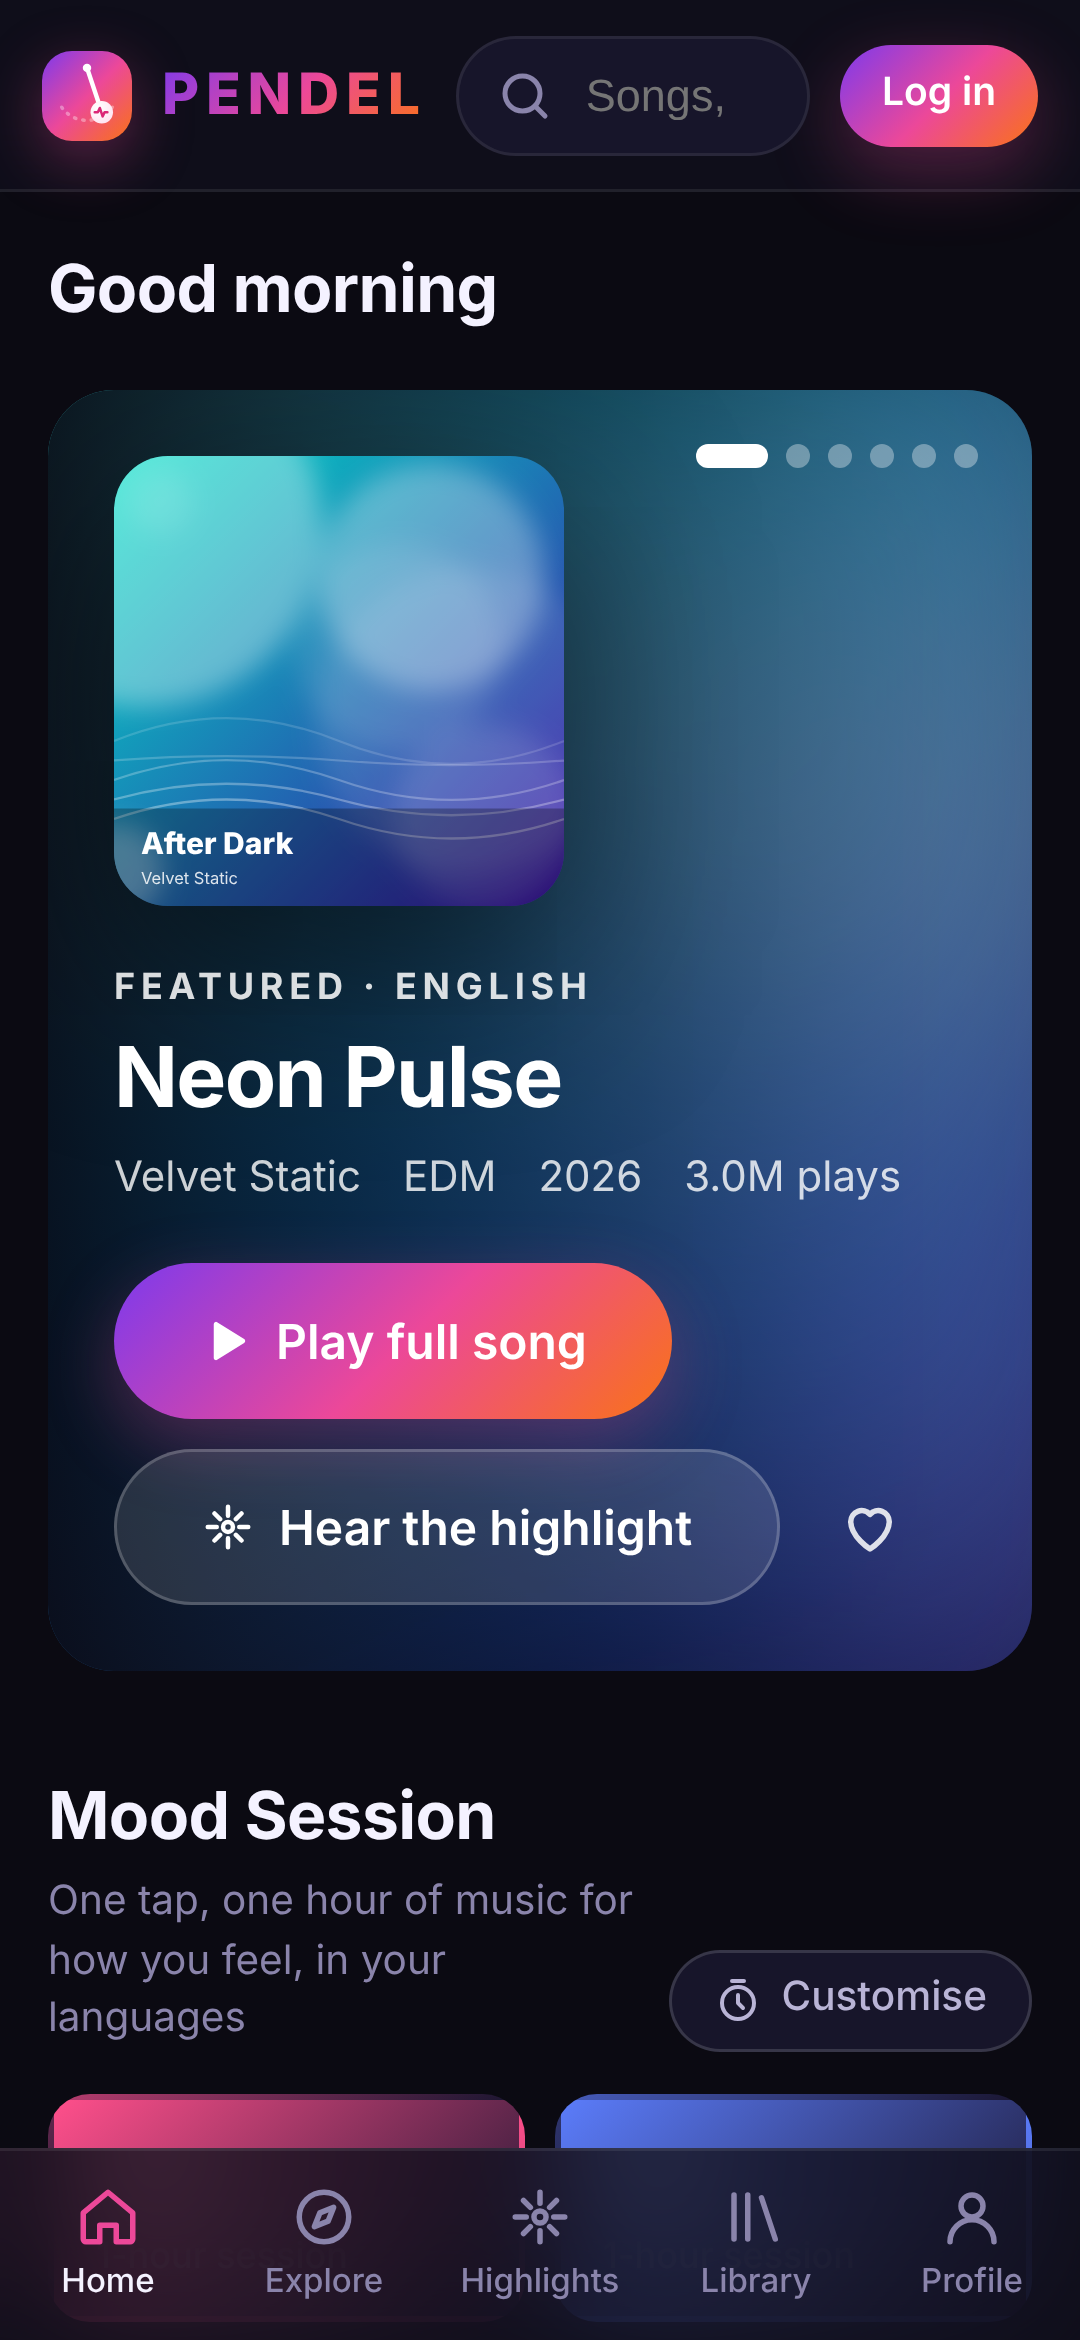 PENDEL
Songs,
Log in
Good morning
After Dark
Velvet Static
FEATURED · ENGLISH
Neon Pulse
Velvet Static EDM 2026 3.0M plays
Play full song
Hear the highlight
Mood Session
One tap, one hour of music for
how you feel, in your
languages
Customise
Home Explore Highlights Library Profile